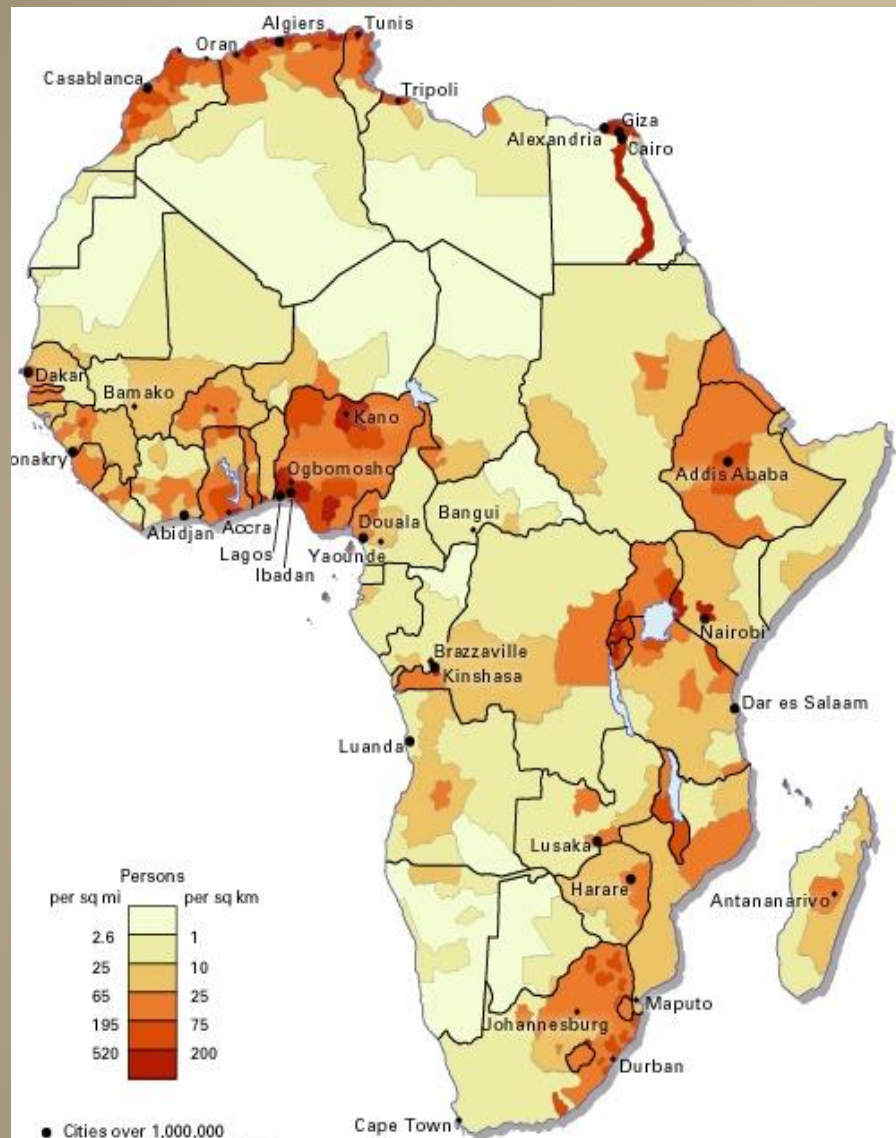 Algiers
Tunis
Oran
Casablanca
Tripoli
Giza
Alexandria
Cairo
Dakar
Bamako
Kano
onakry
Ogbomosho
Addis Ababa
Douala
Bangui
Abidjan
Accra
Lagos
Yaounde
Ibadan
Nairobi
Brazzaville
Kinshasa
Dar es Salaam
Luanda
Lusaka
Harare
Antananarivo
Maputo
Johannesburg
Durban
Cape Town
Persons
per sq mi per sq km
2.6 1
25 10
65 25
195 75
520 200
Cities over 1,000,000